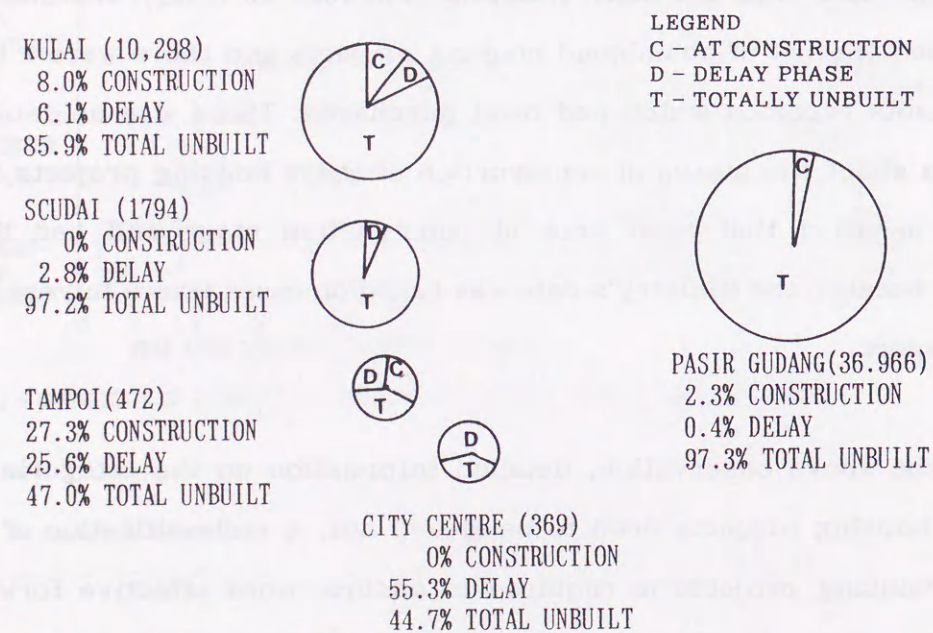 LEGEND
C - AT CONSTRUCTION
D - DELAY PHASE
T - TOTALLY UNBUILT
KULAI (10,298)
8.0% CONSTRUCTION
6.1% DELAY
85.9% TOTAL UNBUILT
C
D
T
SCUDAI (1794)
0% CONSTRUCTION
2.8% DELAY
97.2% TOTAL UNBUILT
D
T
C
T
PASIR GUDANG(36.966)
2.3% CONSTRUCTION
0.4% DELAY
97.3% TOTAL UNBUILT
TAMPOI(472)
27.3% CONSTRUCTION
25.6% DELAY
47.0% TOTAL UNBUILT
D C
T
D
T
CITY CENTRE (369)
0% CONSTRUCTION
55.3% DELAY
44.7% TOTAL UNBUILT